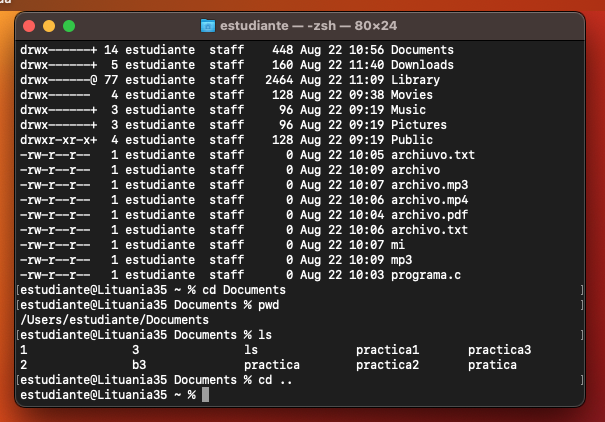 estudiante — -zsh — 80×24
drwx------+ 14 estudiante  staff   448 Aug 22 10:56 Documents
drwx------+  5 estudiante  staff   160 Aug 22 11:40 Downloads
drwx------@ 77 estudiante  staff  2464 Aug 22 11:09 Library
drwx------   4 estudiante  staff   128 Aug 22 09:38 Movies
drwx------+  3 estudiante  staff    96 Aug 22 09:19 Music
drwx------+  3 estudiante  staff    96 Aug 22 09:19 Pictures
drwxr-xr-x+  4 estudiante  staff   128 Aug 22 09:19 Public
-rw-r--r--   1 estudiante  staff     0 Aug 22 10:05 archiuvo.txt
-rw-r--r--   1 estudiante  staff     0 Aug 22 10:09 archivo
-rw-r--r--   1 estudiante  staff     0 Aug 22 10:07 archivo.mp3
-rw-r--r--   1 estudiante  staff     0 Aug 22 10:06 archivo.mp4
-rw-r--r--   1 estudiante  staff     0 Aug 22 10:04 archivo.pdf
-rw-r--r--   1 estudiante  staff     0 Aug 22 10:06 archivo.txt
-rw-r--r--   1 estudiante  staff     0 Aug 22 10:07 mi
-rw-r--r--   1 estudiante  staff     0 Aug 22 10:09 mp3
-rw-r--r--   1 estudiante  staff     0 Aug 22 10:03 programa.c
[estudiante@Lituania35 ~ % cd Documents ]
[estudiante@Lituania35 Documents % pwd ]
/Users/estudiante/Documents
[estudiante@Lituania35 Documents % ls ]
1 3 ls practica1 practica3
2 b3 practica practica2 pratica
[estudiante@Lituania35 Documents % cd .. ]
estudiante@Lituania35 ~ %